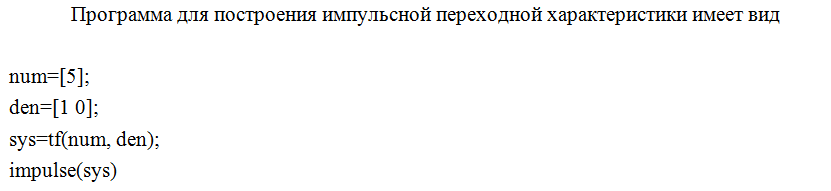 Программа для построения импульсной переходной характеристики имеет вид
num=[5];
den=[1 0];
sys=tf(num, den);
impulse(sys)